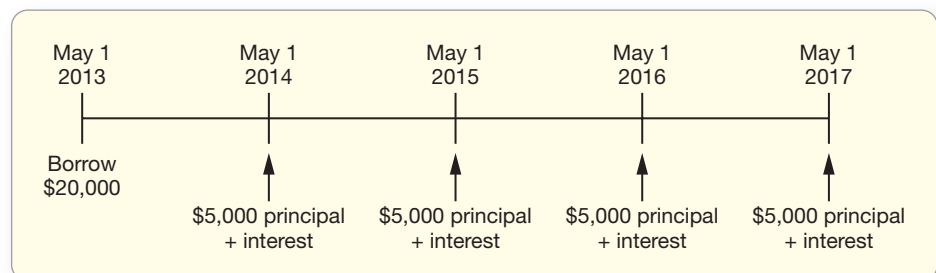 May 1
2013
May 1
2014
May 1
2015
May 1
2016
May 1
2017
Borrow
$20,000
$5,000 principal
+ interest
$5,000 principal
+ interest
$5,000 principal
+ interest
$5,000 principal
+ interest